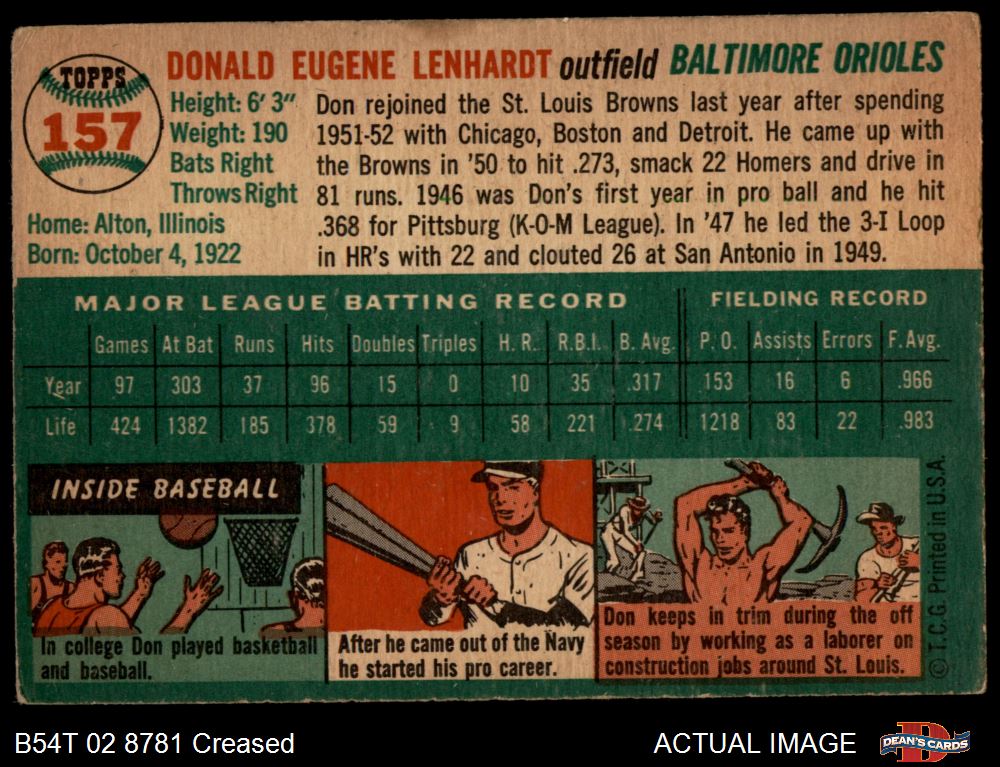 TOPPS
157
DONALD EUGENE LENHARDT outfield BALTIMORE ORIOLES
Height: 6' 3"
Weight: 190
Bats Right
Throws Right
Home: Alton, Illinois
Born: October 4, 1922
Don rejoined the St. Louis Browns last year after spending
1951-52 with Chicago, Boston and Detroit. He came up with
the Browns in '50 to hit .273, smack 22 Homers and drive in
81 runs. 1946 was Don's first year in pro ball and he hit
.368 for Pittsburg (K-O-M League). In '47 he led the 3-I Loop
in HR's with 22 and clouted 26 at San Antonio in 1949.
MAJOR LEAGUE BATTING RECORD FIELDING RECORD
Games At Bat Runs Hits Doubles Triples H. R. R.B.I. B. Avg. P. O. Assists Errors F. Avg.
Year 97 303 37 96 15 0 10 35 .317 153 16 6 .966
Life 424 1382 185 378 59 9 58 221 .274 1218 83 22 .983
INSIDE BASEBALL
In college Don played basketball
and baseball.
After he came out of the Navy
he started his pro career.
Don keeps in trim during the off
season by working as a laborer on
construction jobs around St. Louis.
© T.C.G. Printed in U.S.A.
B54T 02 8781 Creased
ACTUAL IMAGE
D
DEAN'S CARDS